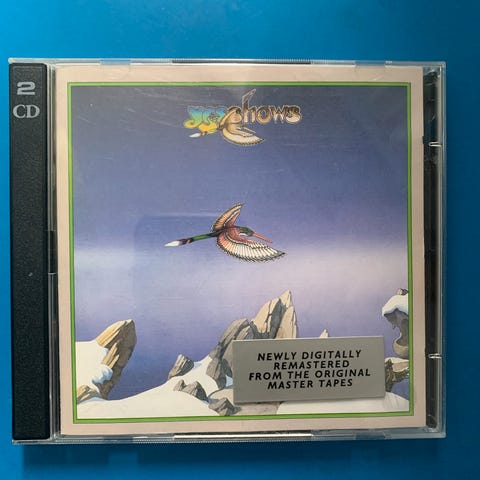 2
CD
Yesshows
NEWLY DIGITALLY
REMASTERED
FROM THE ORIGINAL
MASTER TAPES